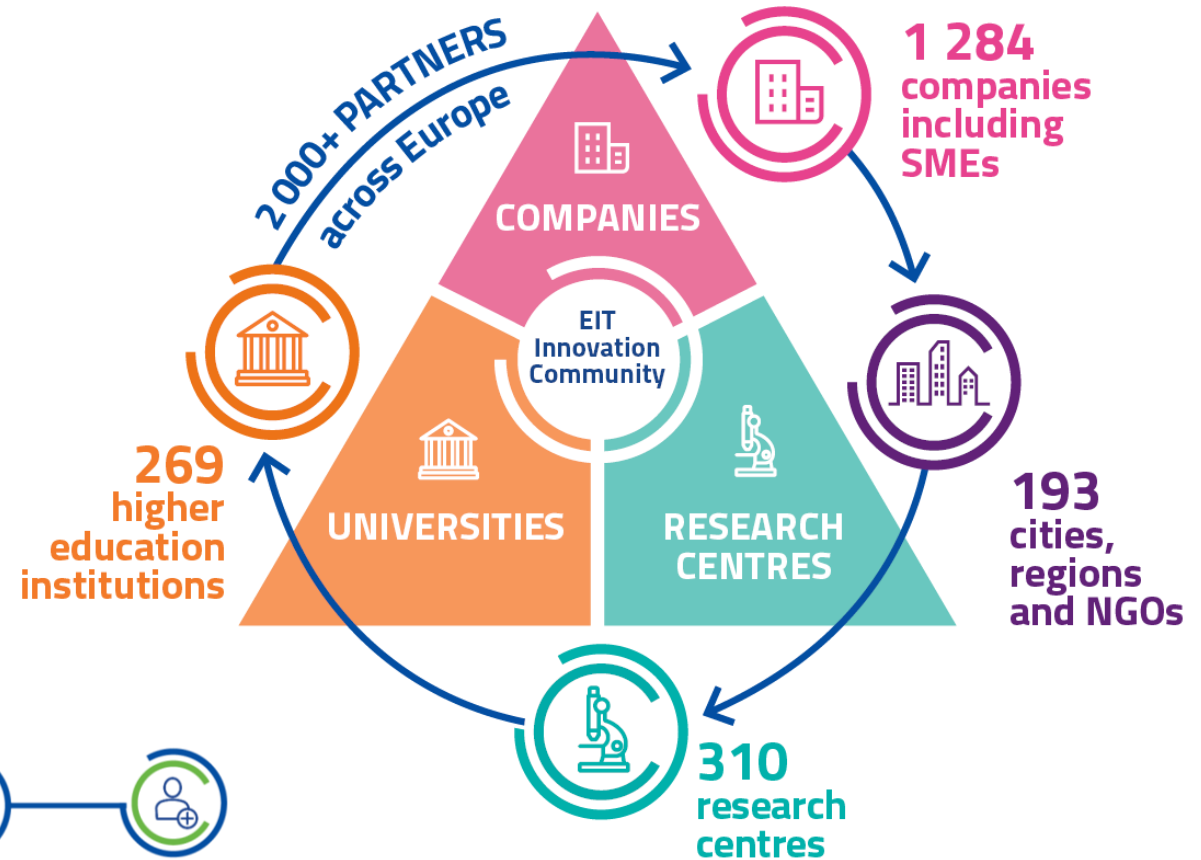 2 000+ PARTNERS
across Europe
1 284
companies
including
SMEs
COMPANIES
EIT
Innovation
Community
269
higher
education
institutions
UNIVERSITIES
RESEARCH
CENTRES
193
cities,
regions
and NGOs
310
research
centres